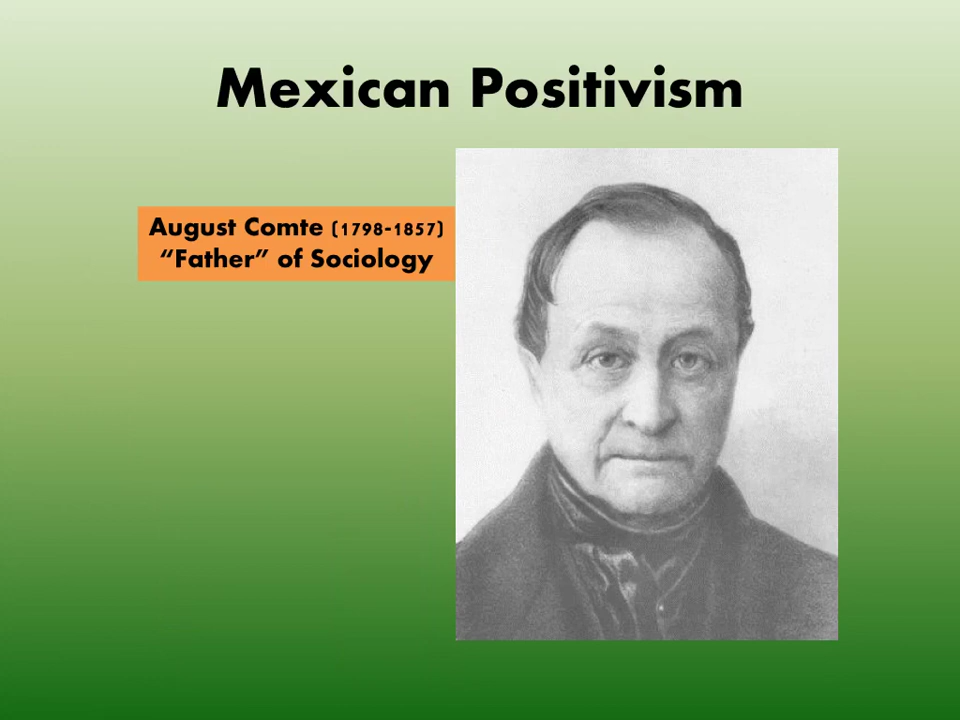 Mexican Positivism
August Comte (1798-1857)
“Father” of Sociology